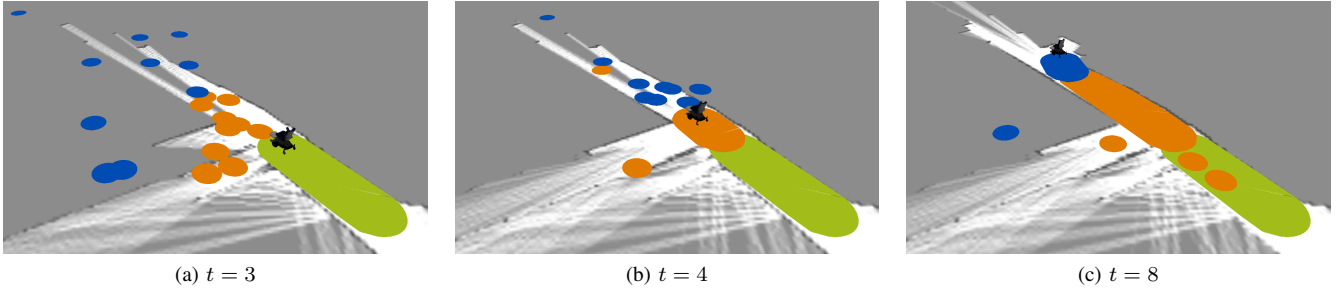 (a) t = 3
(b) t = 4
(c) t = 8